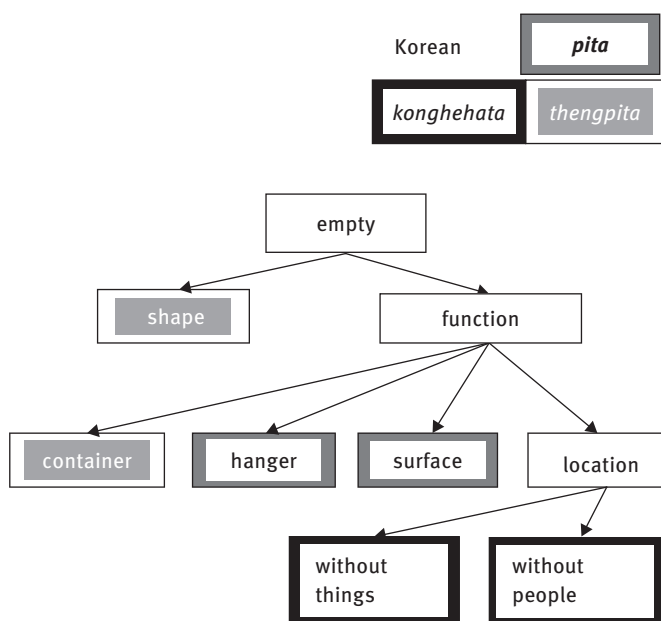 Korean
pita
konghehata
thengpita
empty
shape
function
container
hanger
surface
location
without
things
without
people